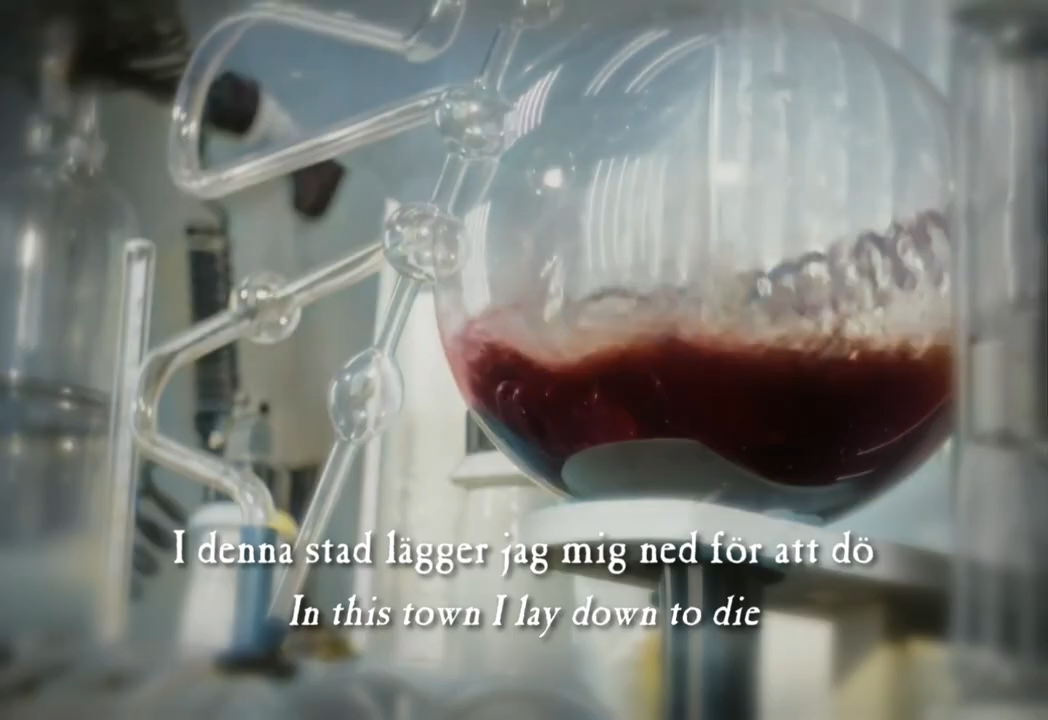 I denna stad lägger jag mig ned för att dö
In this town I lay down to die